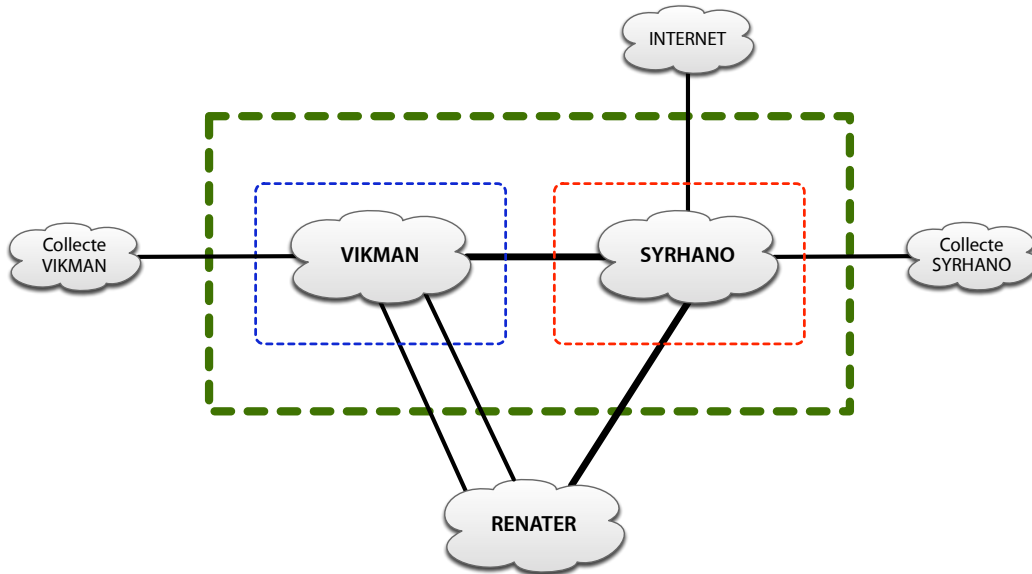 INTERNET
Collecte
VIKMAN
VIKMAN
SYRHANO
Collecte
SYRHANO
RENATER